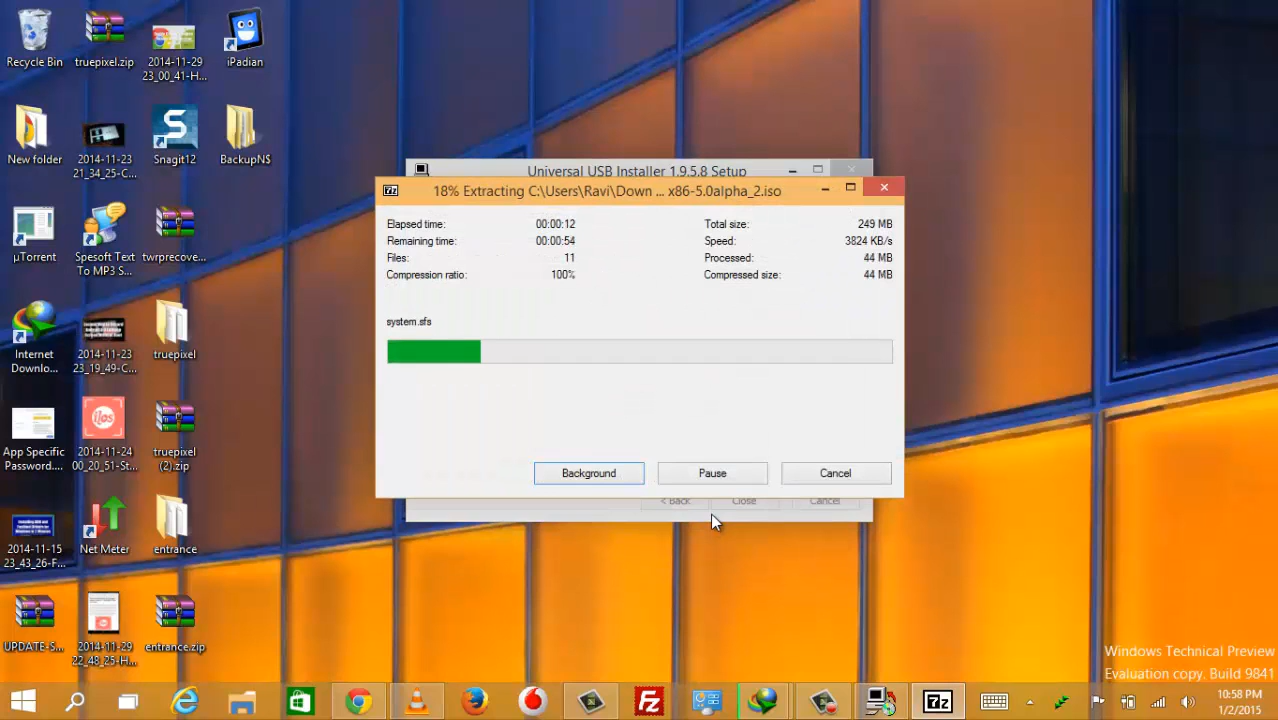 Recycle Bin
truepixel.zip
2014-11-29
23_00_41-H...
iPadian
New folder
2014-11-23
21_34_25-C...
Snagit12
BackupN$
µTorrent
Spesoft Text
To MP3 S...
twrprecove...
Internet
Downlo...
2014-11-23
23_19_49-C...
truepixel
App Specific
Password....
ilos
2014-11-24
00_20_51-St...
truepixel
(2).zip
2014-11-15
23_43_26-F...
Net Meter
entrance
UPDATE-S...
2014-11-29
22_48_25-H...
entrance.zip
Universal USB Installer 1.9.5.8 Setup
7z
18% Extracting C:\Users\Ravi\Down ... x86-5.0alpha_2.iso
Elapsed time:
00:00:12
Total size:
249 MB
Remaining time:
00:00:54
Speed:
3824 KB/s
Files:
11
Processed:
44 MB
Compression ratio:
100%
Compressed size:
44 MB
system.sfs
Background
Pause
Cancel
< Back
Close
Cancel
Windows Technical Preview
Evaluation copy. Build 9841
Fz
7z
10:58 PM
1/2/2015